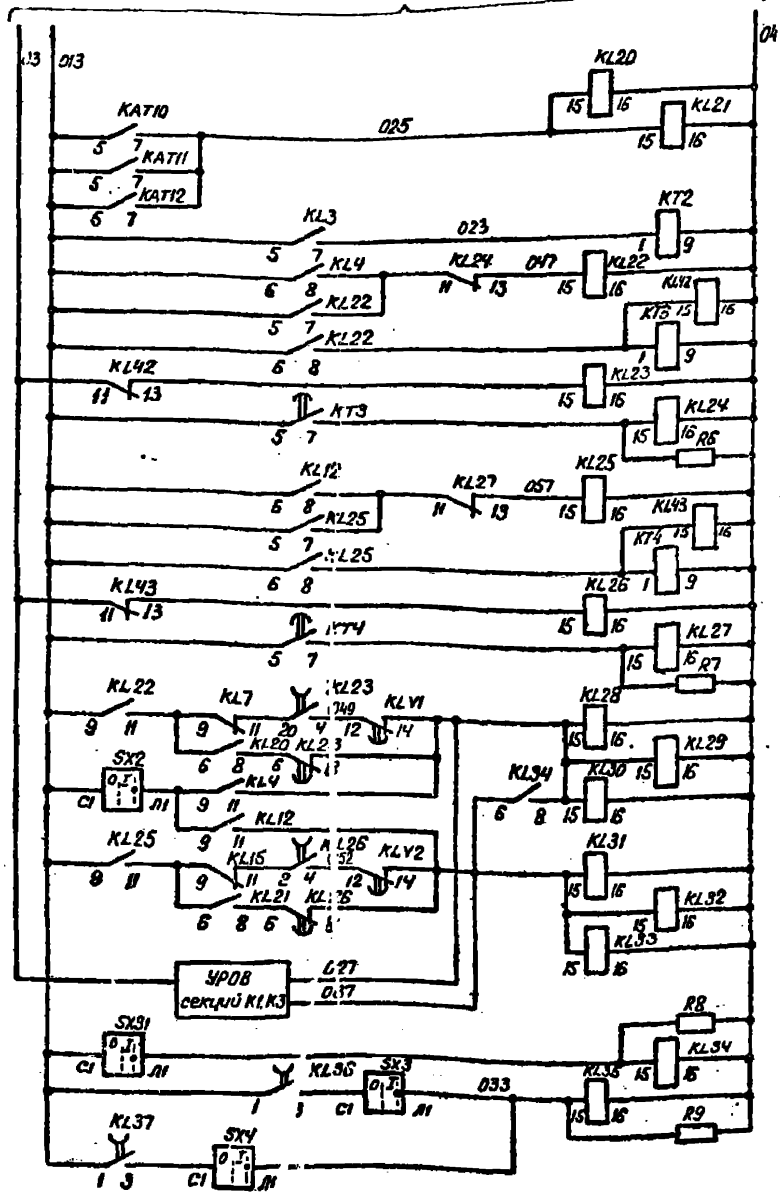 03 013 04
KL20
15 16 KL21
15 16
KAT10
5 7
025
KAT11
5 7
KAT12
6 7
KL3
5 7
023
KT2
1 9
KL4
6 8
KL24
11 13
047
KL22
15 16
KL22
5 7
KL42
15 16
KL22
6 8
1 9
KL42
11 13
KL23
15 16
KT3
5 7
KL24
15 16
R6
KL12
6 8
KL27
11 13
057
KL25
15 16
KL25
5 7
KL43
15 16
KL25
6 8
KT4
1 9
KL43
11 13
KL26
15 16
KT4
5 7
KL27
15 16
R7
KL22
9 11
KL7
9 11
KL23
20 4
049
KLV1
12 14
KL28
15 16
KL20
6 8
6
KL29
15 16
SX2
0 I
C1 Л1
KL4
9 11
KL34
6 8
KL30
15 16
KL12
9 11
KL31
15 16
KL25
9 11
KL15
9 11
KL26
2 4
KLV2
12 14
KL21
6 8
6
KL32
15 16
KL33
15 16
УРОВ
секций К1, К3
027
037
SX31
0 I
C1 Л1
R8
KL34
15 16
KL36
1
SX3
0 I
C1 Л1
033
15 16
R9
KL37
1 3
SX4
0 I
C1 Л1